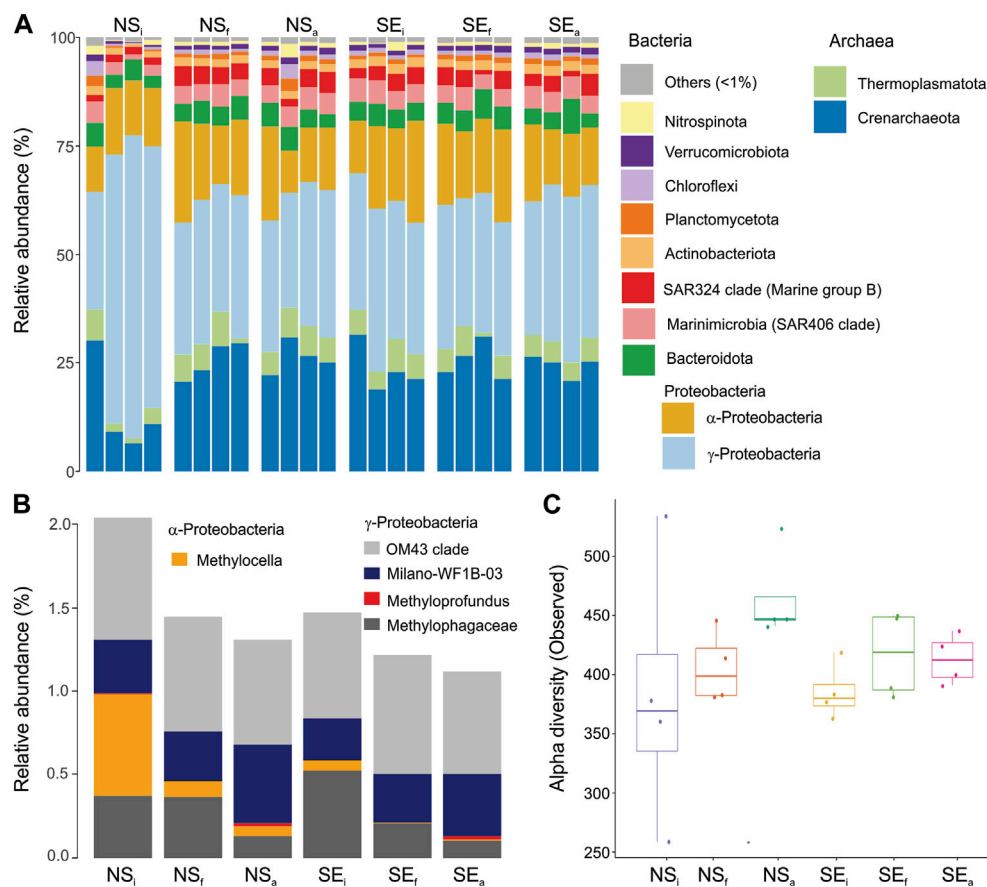 A
NSi NSf NSa SEi SEf SEa
Relative abundance (%)
100
75
50
25
0
Bacteria
Others (<1%)
Nitrospinota
Verrucomicrobiota
Chloroflexi
Planctomycetota
Actinobacteriota
SAR324 clade (Marine group B)
Marinimicrobia (SAR406 clade)
Bacteroidota
Proteobacteria
α-Proteobacteria
γ-Proteobacteria
Archaea
Thermoplasmatota
Crenarchaeota
B
Relative abundance (%)
2.0
1.5
1.0
0.5
0.0
α-Proteobacteria
Methylocella
γ-Proteobacteria
OM43 clade
Milano-WF1B-03
Methyloprofundus
Methylophagaceae
NSi NSf NSa SEi SEf SEa
C
Alpha diversity (Observed)
500
450
400
350
300
250
NSi NSf NSa SEi SEf SEa